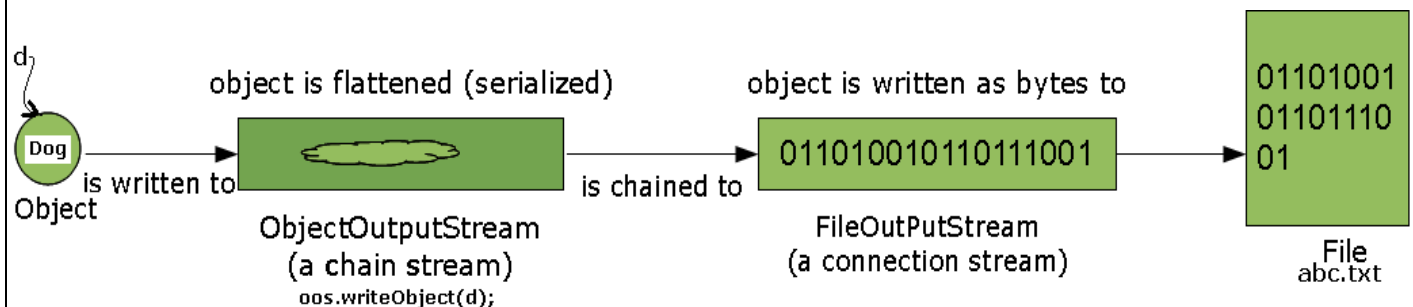 d
Dog
is written to
Object
object is flattened (serialized)
ObjectOutputStream
(a chain stream)
oos.writeObject(d);
is chained to
object is written as bytes to
011010010110111001
FileOutPutStream
(a connection stream)
01101001
01101110
01
File
abc.txt